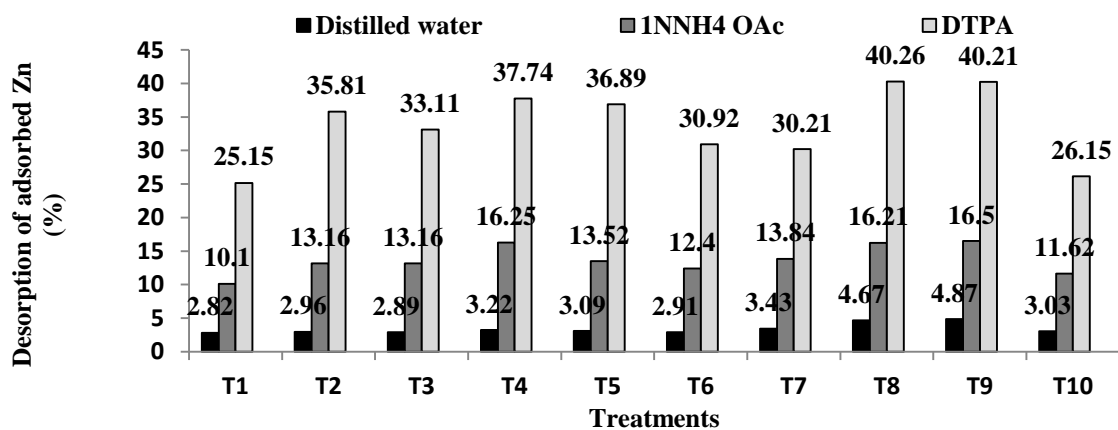 Distilled water 1NNH4 OAc DTPA
Desorption of adsorbed Zn
(%)
45
40
35
30
25
20
15
10
5
0
2.82 10.1 25.15
2.96 13.16 35.81
2.89 13.16 33.11
3.22 16.25 37.74
3.09 13.52 36.89
2.91 12.4 30.92
3.43 13.84 30.21
4.67 16.21 40.26
4.87 16.5 40.21
3.03 11.62 26.15
T1 T2 T3 T4 T5 T6 T7 T8 T9 T10
Treatments